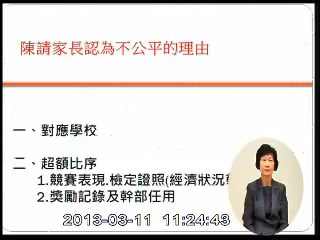 陳請家長認為不公平的理由
一、對應學校
二、超額比序
1.競賽表現.檢定證照(經濟狀況
2.獎勵記錄及幹部任用
2013-03-11 11:24:43